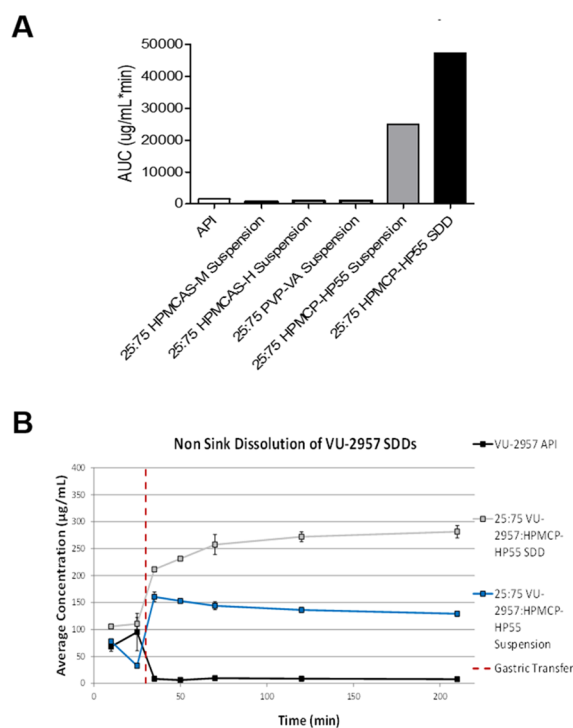 A
50000
40000
30000
20000
10000
0
AUC (ug/mL*min)
API
25:75 HPMCAS-M Suspension
25:75 HPMCAS-H Suspension
25:75 PVP-VA Suspension
25:75 HPMCP-HP55 Suspension
25:75 HPMCP-HP55 SDD
B
Non Sink Dissolution of VU-2957 SDDs
400
350
300
250
200
150
100
50
0
Average Concentration (µg/mL)
0 50 100 150 200
Time (min)
VU-2957 API
25:75 VU-
2957:HPMCP-
HP55 SDD
25:75 VU-
2957:HPMCP-
HP55
Suspension
Gastric Transfer